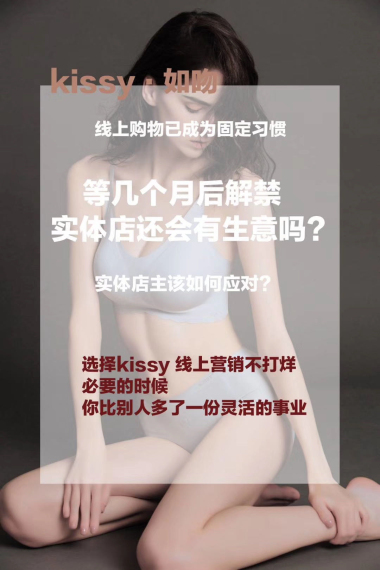 kissy·如吻
线上购物已成为固定习惯
等几个月后解禁
实体店还会有生意吗?
实体店主该如何应对?
选择kissy 线上营销不打烊
必要的时候
你比别人多了一份灵活的事业